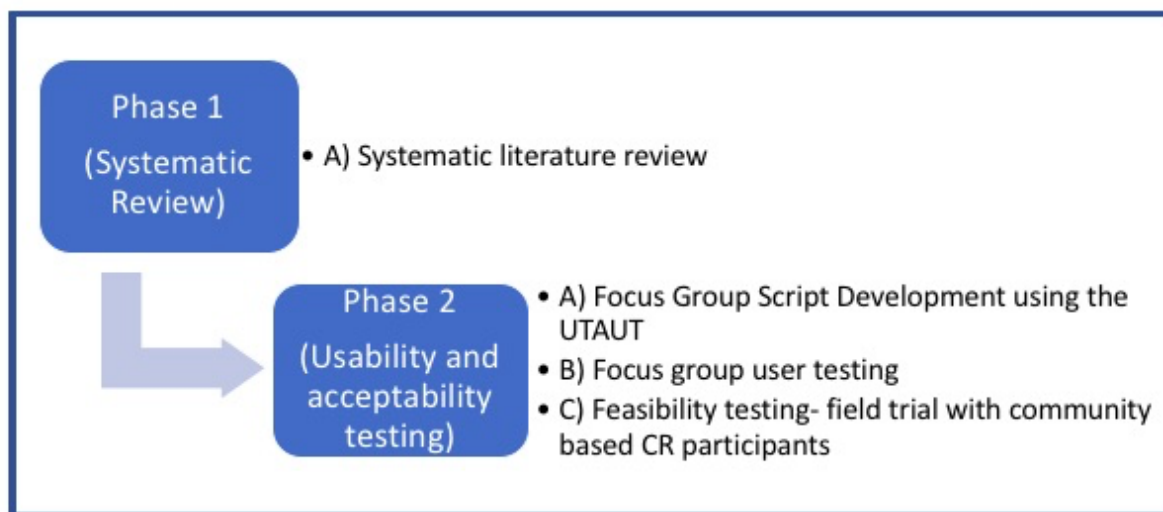 Phase 1
(Systematic
Review)
• A) Systematic literature review
Phase 2
(Usability and
acceptability
testing)
• A) Focus Group Script Development using the
UTAUT
• B) Focus group user testing
• C) Feasibility testing- field trial with community
based CR participants